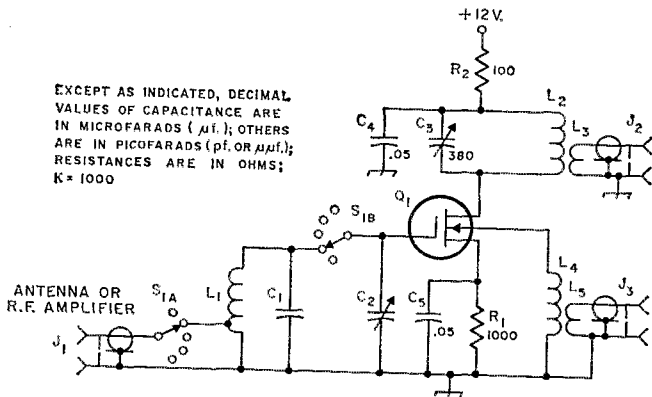 +12V.
R2 100
EXCEPT AS INDICATED, DECIMAL
VALUES OF CAPACITANCE ARE
IN MICROFARADS ( μf. ); OTHERS
ARE IN PICOFARADS ( pf. OR μμf.);
RESISTANCES ARE IN OHMS;
K = 1000
C4 .05
C3 380
L2
L3
J2
Q1
S1B
ANTENNA OR
R.F. AMPLIFIER
S1A
L1
C1
C2
C5 .05
R1 1000
L4
L5
J3
J1